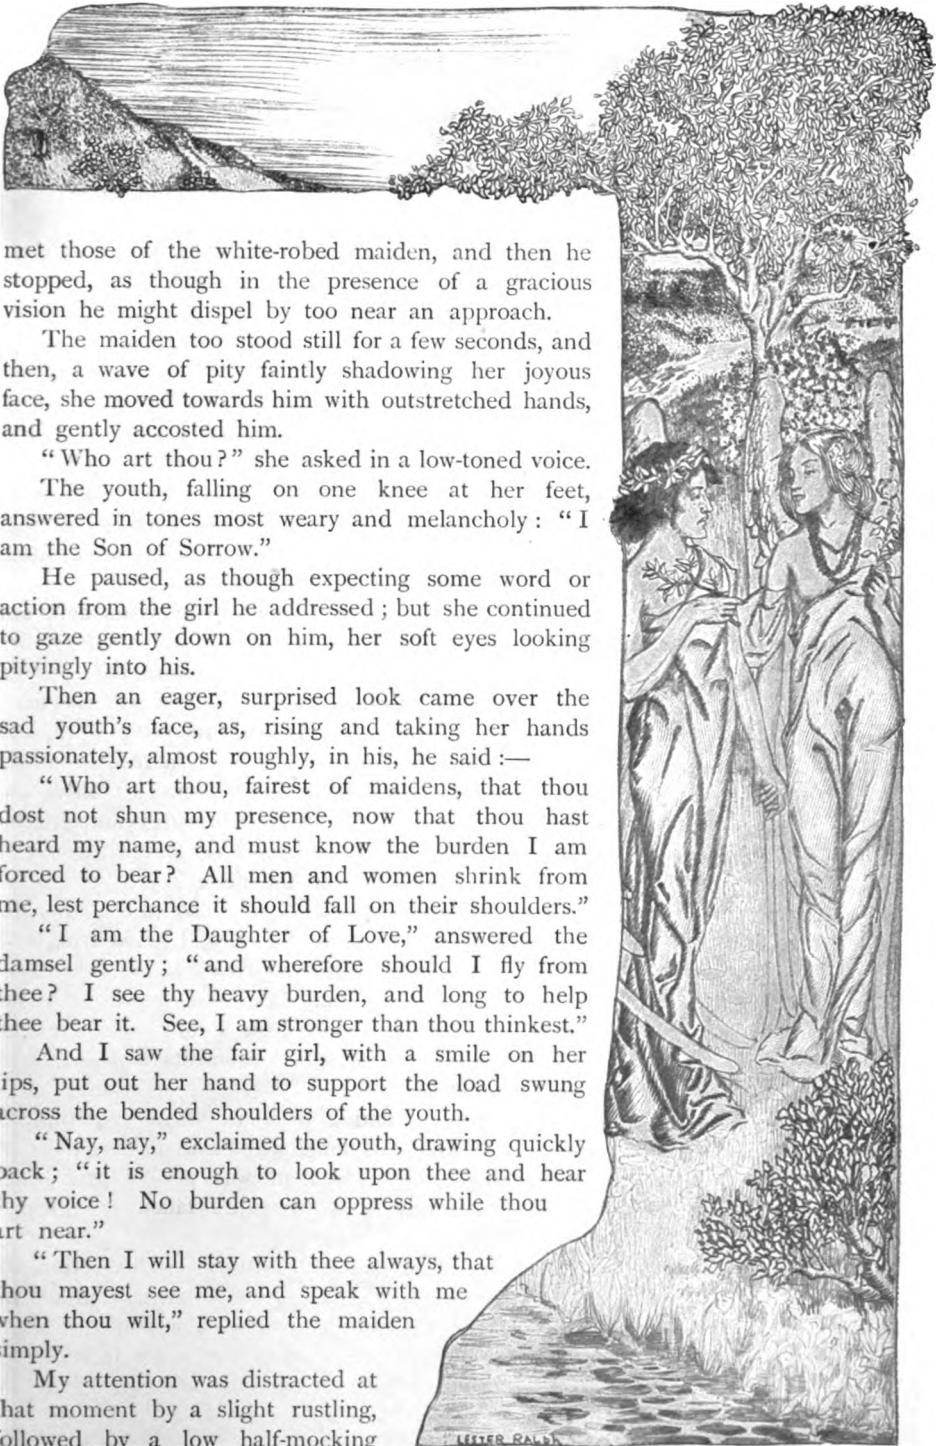 met those of the white-robed maiden, and then he
stopped, as though in the presence of a gracious
vision he might dispel by too near an approach.
The maiden too stood still for a few seconds, and
then, a wave of pity faintly shadowing her joyous
face, she moved towards him with outstretched hands,
and gently accosted him.
“Who art thou?” she asked in a low-toned voice.
The youth, falling on one knee at her feet,
answered in tones most weary and melancholy: “I
am the Son of Sorrow.”
He paused, as though expecting some word or
action from the girl he addressed; but she continued
to gaze gently down on him, her soft eyes looking
pityingly into his.
Then an eager, surprised look came over the
sad youth’s face, as, rising and taking her hands
passionately, almost roughly, in his, he said:—
“Who art thou, fairest of maidens, that thou
dost not shun my presence, now that thou hast
heard my name, and must know the burden I am
forced to bear? All men and women shrink from
me, lest perchance it should fall on their shoulders.”
“I am the Daughter of Love,” answered the
damsel gently; “and wherefore should I fly from
thee? I see thy heavy burden, and long to help
thee bear it. See, I am stronger than thou thinkest.”
And I saw the fair girl, with a smile on her
lips, put out her hand to support the load swung
across the bended shoulders of the youth.
“Nay, nay,” exclaimed the youth, drawing quickly
back; “it is enough to look upon thee and hear
thy voice! No burden can oppress while thou
art near.”
“Then I will stay with thee always, that
thou mayest see me, and speak with me
when thou wilt,” replied the maiden
simply.
My attention was distracted at
that moment by a slight rustling,
followed by a low half-mocking
LESTER RALPH